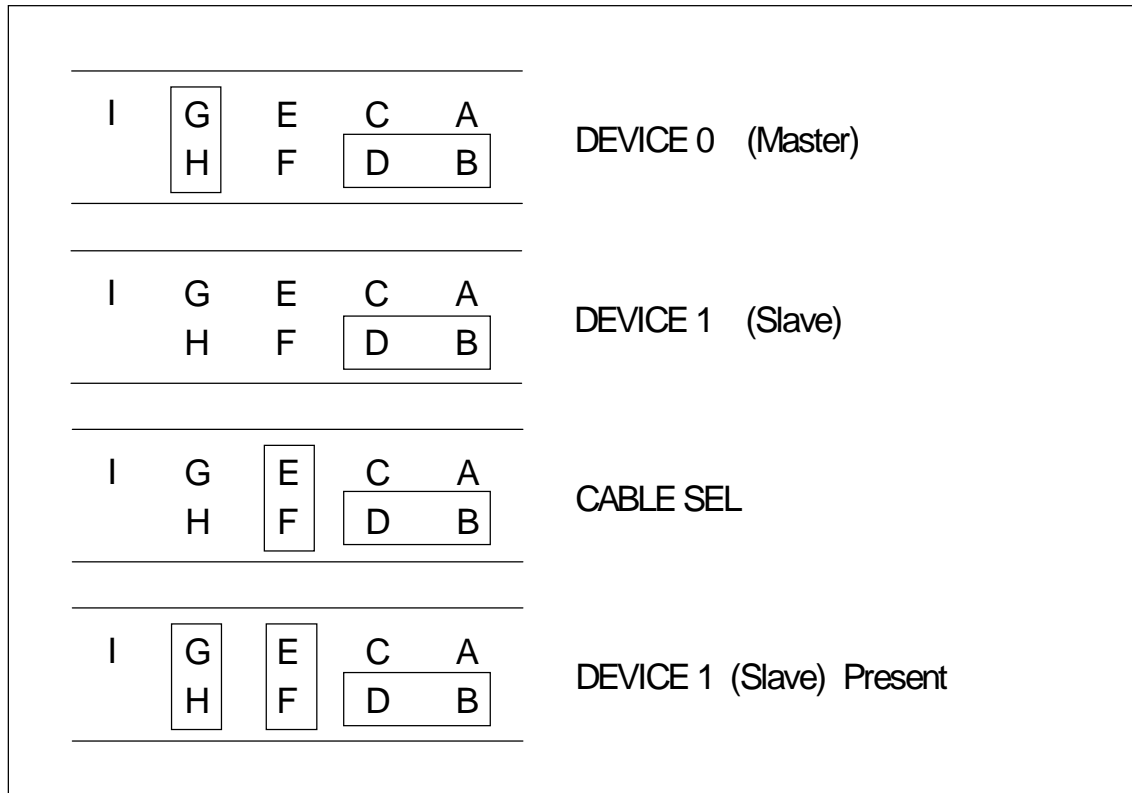 I G E C A
H F D B
DEVICE 0 (Master)
I G E C A
H F D B
DEVICE 1 (Slave)
I G E C A
H F D B
CABLE SEL
I G E C A
H F D B
DEVICE 1 (Slave) Present